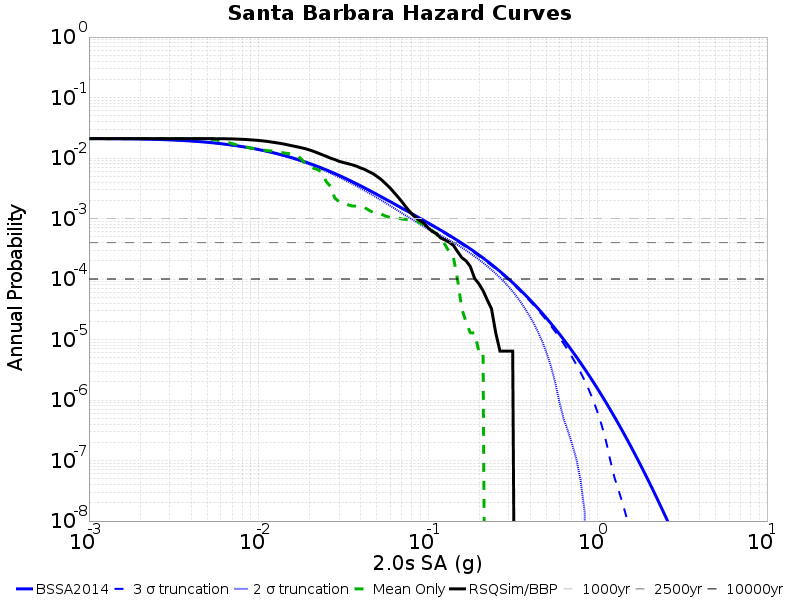 Santa Barbara Hazard Curves
10^0
10^-1
10^-2
10^-3
10^-4
10^-5
10^-6
10^-7
10^-8
Annual Probability
10^-3 10^-2 10^-1 10^0 10^1
2.0s SA (g)
BSSA2014 3 σ truncation 2 σ truncation Mean Only RSQSim/BBP 1000yr 2500yr 10000yr